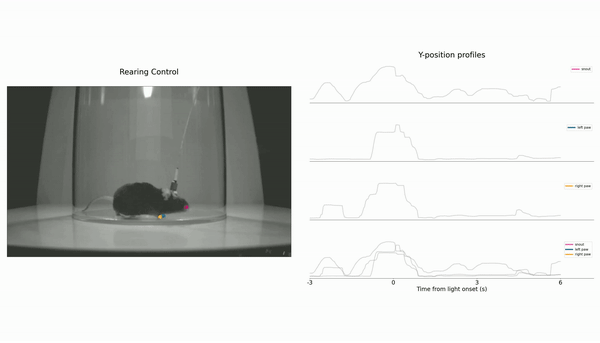 Y-position profiles
Rearing Control
snout
left paw
right paw
snout
left paw
right paw
-3 0 3 6
Time from light onset (s)